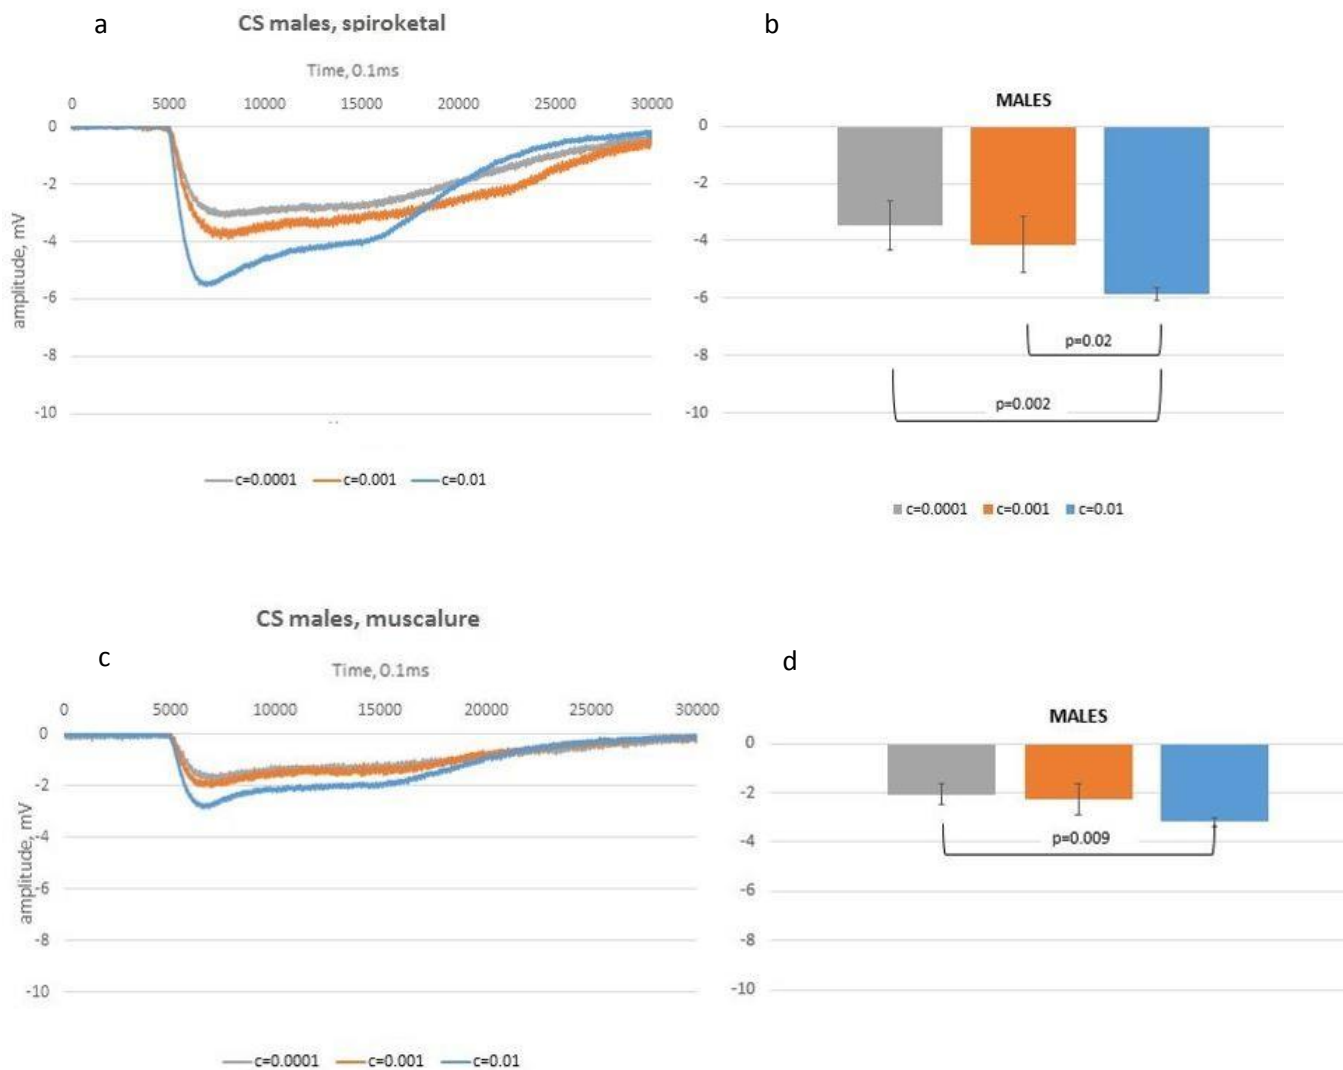 a
CS males, spiroketal
b
Time, 0.1ms
0 5000 10000 15000 20000 25000 30000
MALES
0
-2
-4
-6
-8
-10
amplitude, mV
0
-2
-4
-6
-8
-10
p=0.02
p=0.002
c=0.0001 c=0.001 c=0.01
c=0.0001 c=0.001 c=0.01
CS males, muscalure
c
d
Time, 0.1ms
0 5000 10000 15000 20000 25000 30000
MALES
0
-2
-4
-6
-8
-10
amplitude, mV
0
-2
-4
-6
-8
-10
p=0.009
c=0.0001 c=0.001 c=0.01